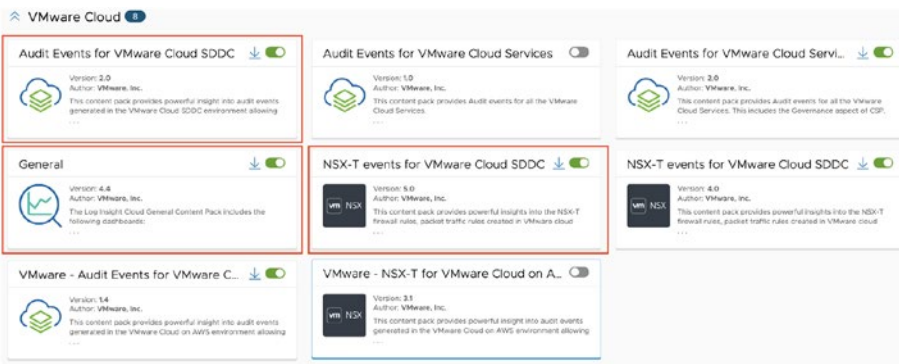 VMware Cloud 8
Audit Events for VMware Cloud SDDC
Version: 2.0
Author: VMware, Inc.
This content pack provides powerful insight into audit events
generated in the VMware Cloud SDDC environment allowing
...
Audit Events for VMware Cloud Services
Version: 1.0
Author: VMware, Inc.
This content pack provides Audit events for all the VMware
Cloud Services.
...
Audit Events for VMware Cloud Servi...
Version: 2.0
Author: VMware, Inc.
This content pack provides Audit events for all the VMware
Cloud Services. This includes the Governance aspect of CSP.
...
General
Version: 4.4
Author: VMware, Inc.
The Log Insight Cloud General Content Pack includes the
following dashboards:
...
NSX-T events for VMware Cloud SDDC
vm NSX
Version: 5.0
Author: VMware, Inc.
This content pack provides powerful insights into the NSX-T
firewall rules, packet traffic rules created in VMware cloud
...
NSX-T events for VMware Cloud SDDC
vm NSX
Version: 4.0
Author: VMware, Inc.
This content pack provides powerful insights into the NSX-T
firewall rules, packet traffic rules created in VMware cloud
...
VMware - Audit Events for VMware C...
Version: 1.4
Author: VMware, Inc.
This content pack provides powerful insight into audit events
generated in the VMware Cloud on AWS environment allowing
...
VMware - NSX-T for VMware Cloud on A...
vm NSX
Version: 3.1
Author: VMware, Inc.
This content pack provides powerful insight into audit events
generated in the VMware Cloud on AWS environment allowing
...